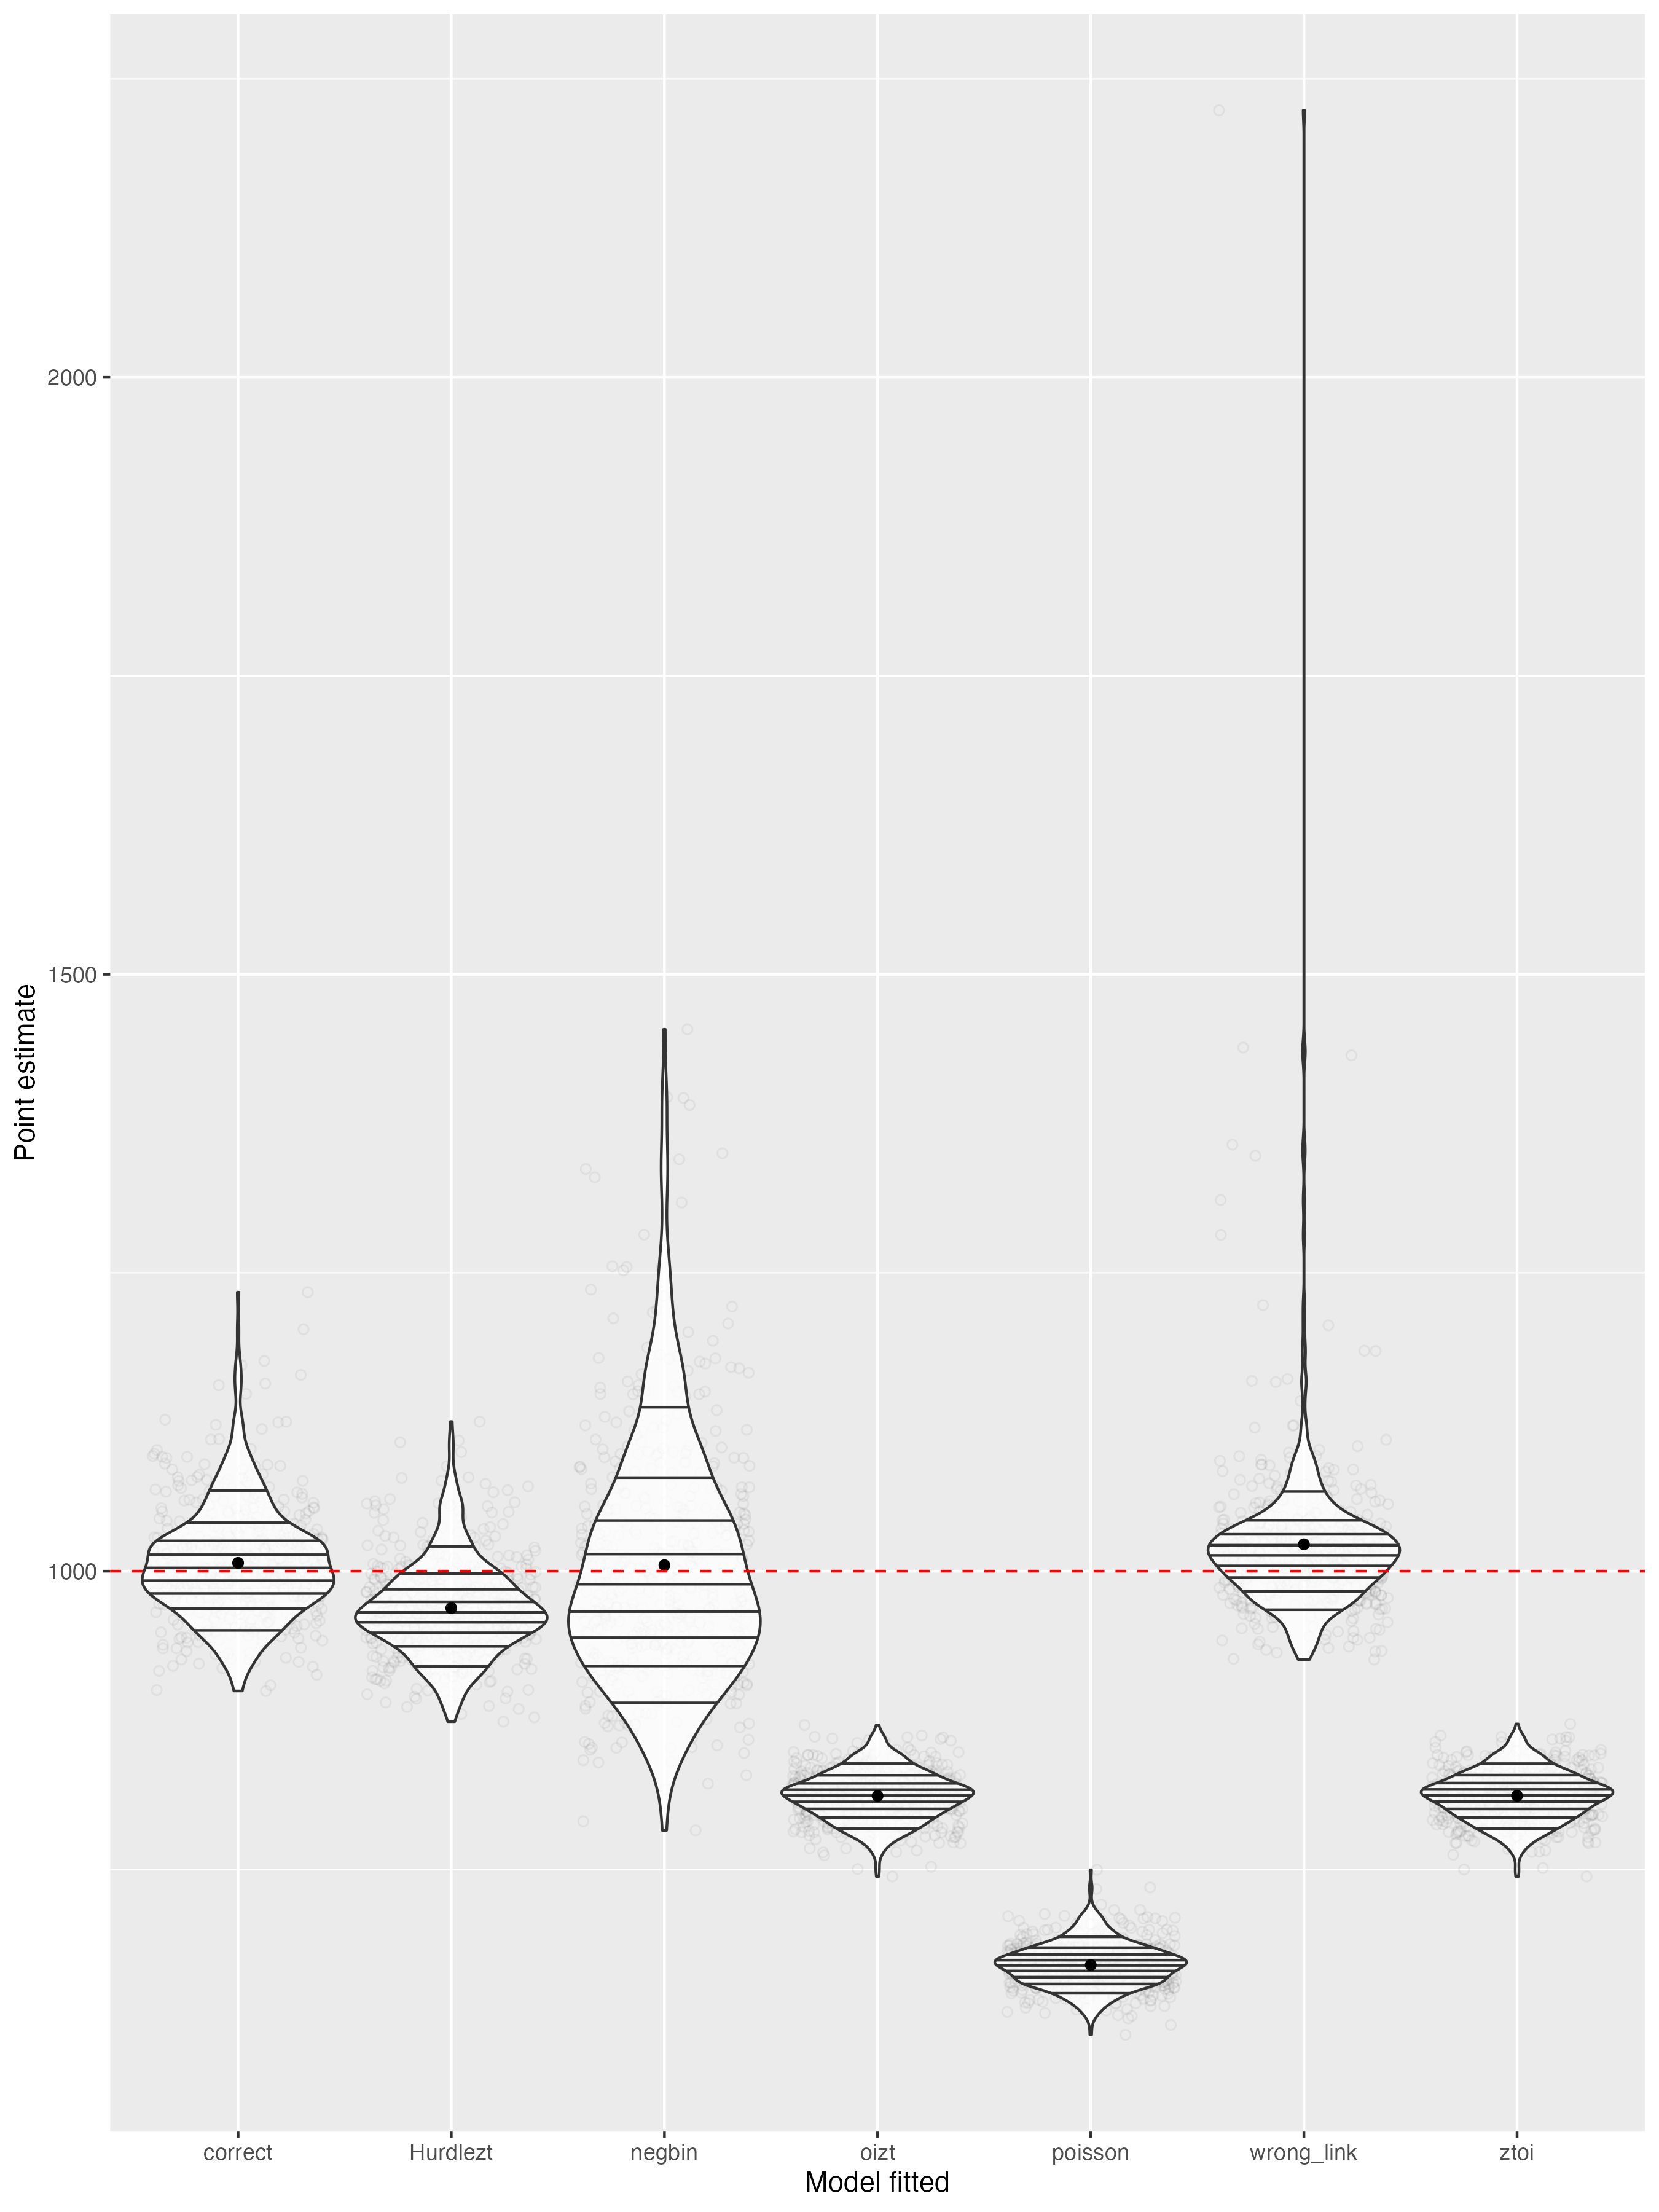 Point estimate
2000
1500
1000
correct
Hurdlezt
negbin
oizt
poisson
wrong_link
ztoi
Model fitted